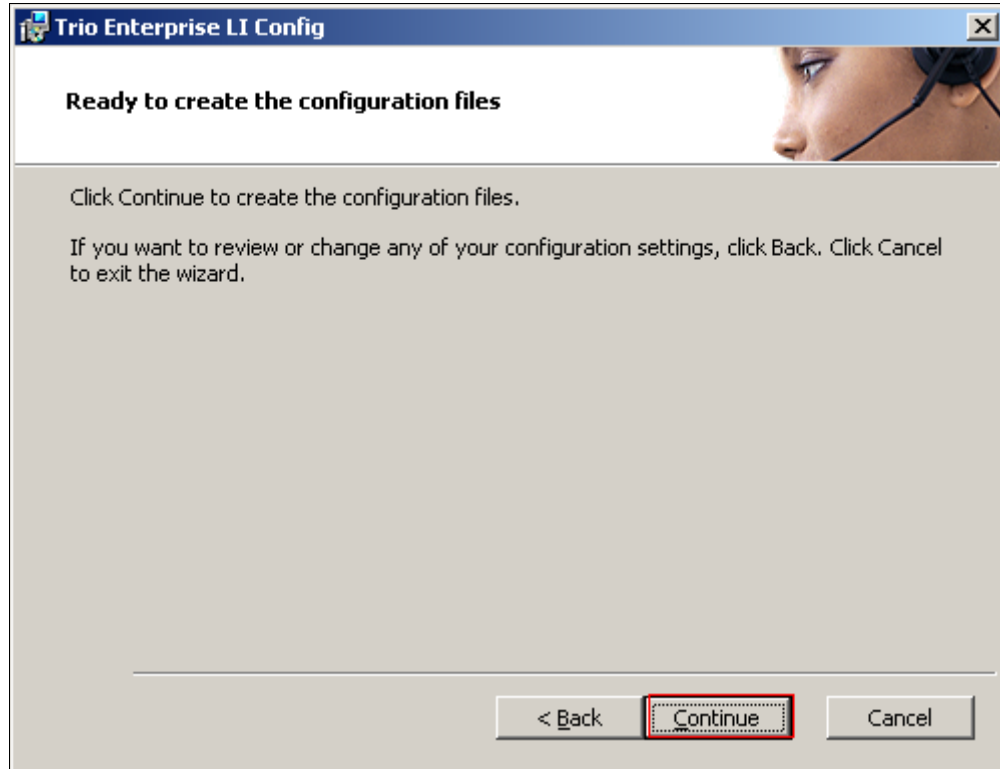 Trio Enterprise LI Config
Ready to create the configuration files
Click Continue to create the configuration files.
If you want to review or change any of your configuration settings, click Back. Click Cancel
to exit the wizard.
< Back
Continue
Cancel